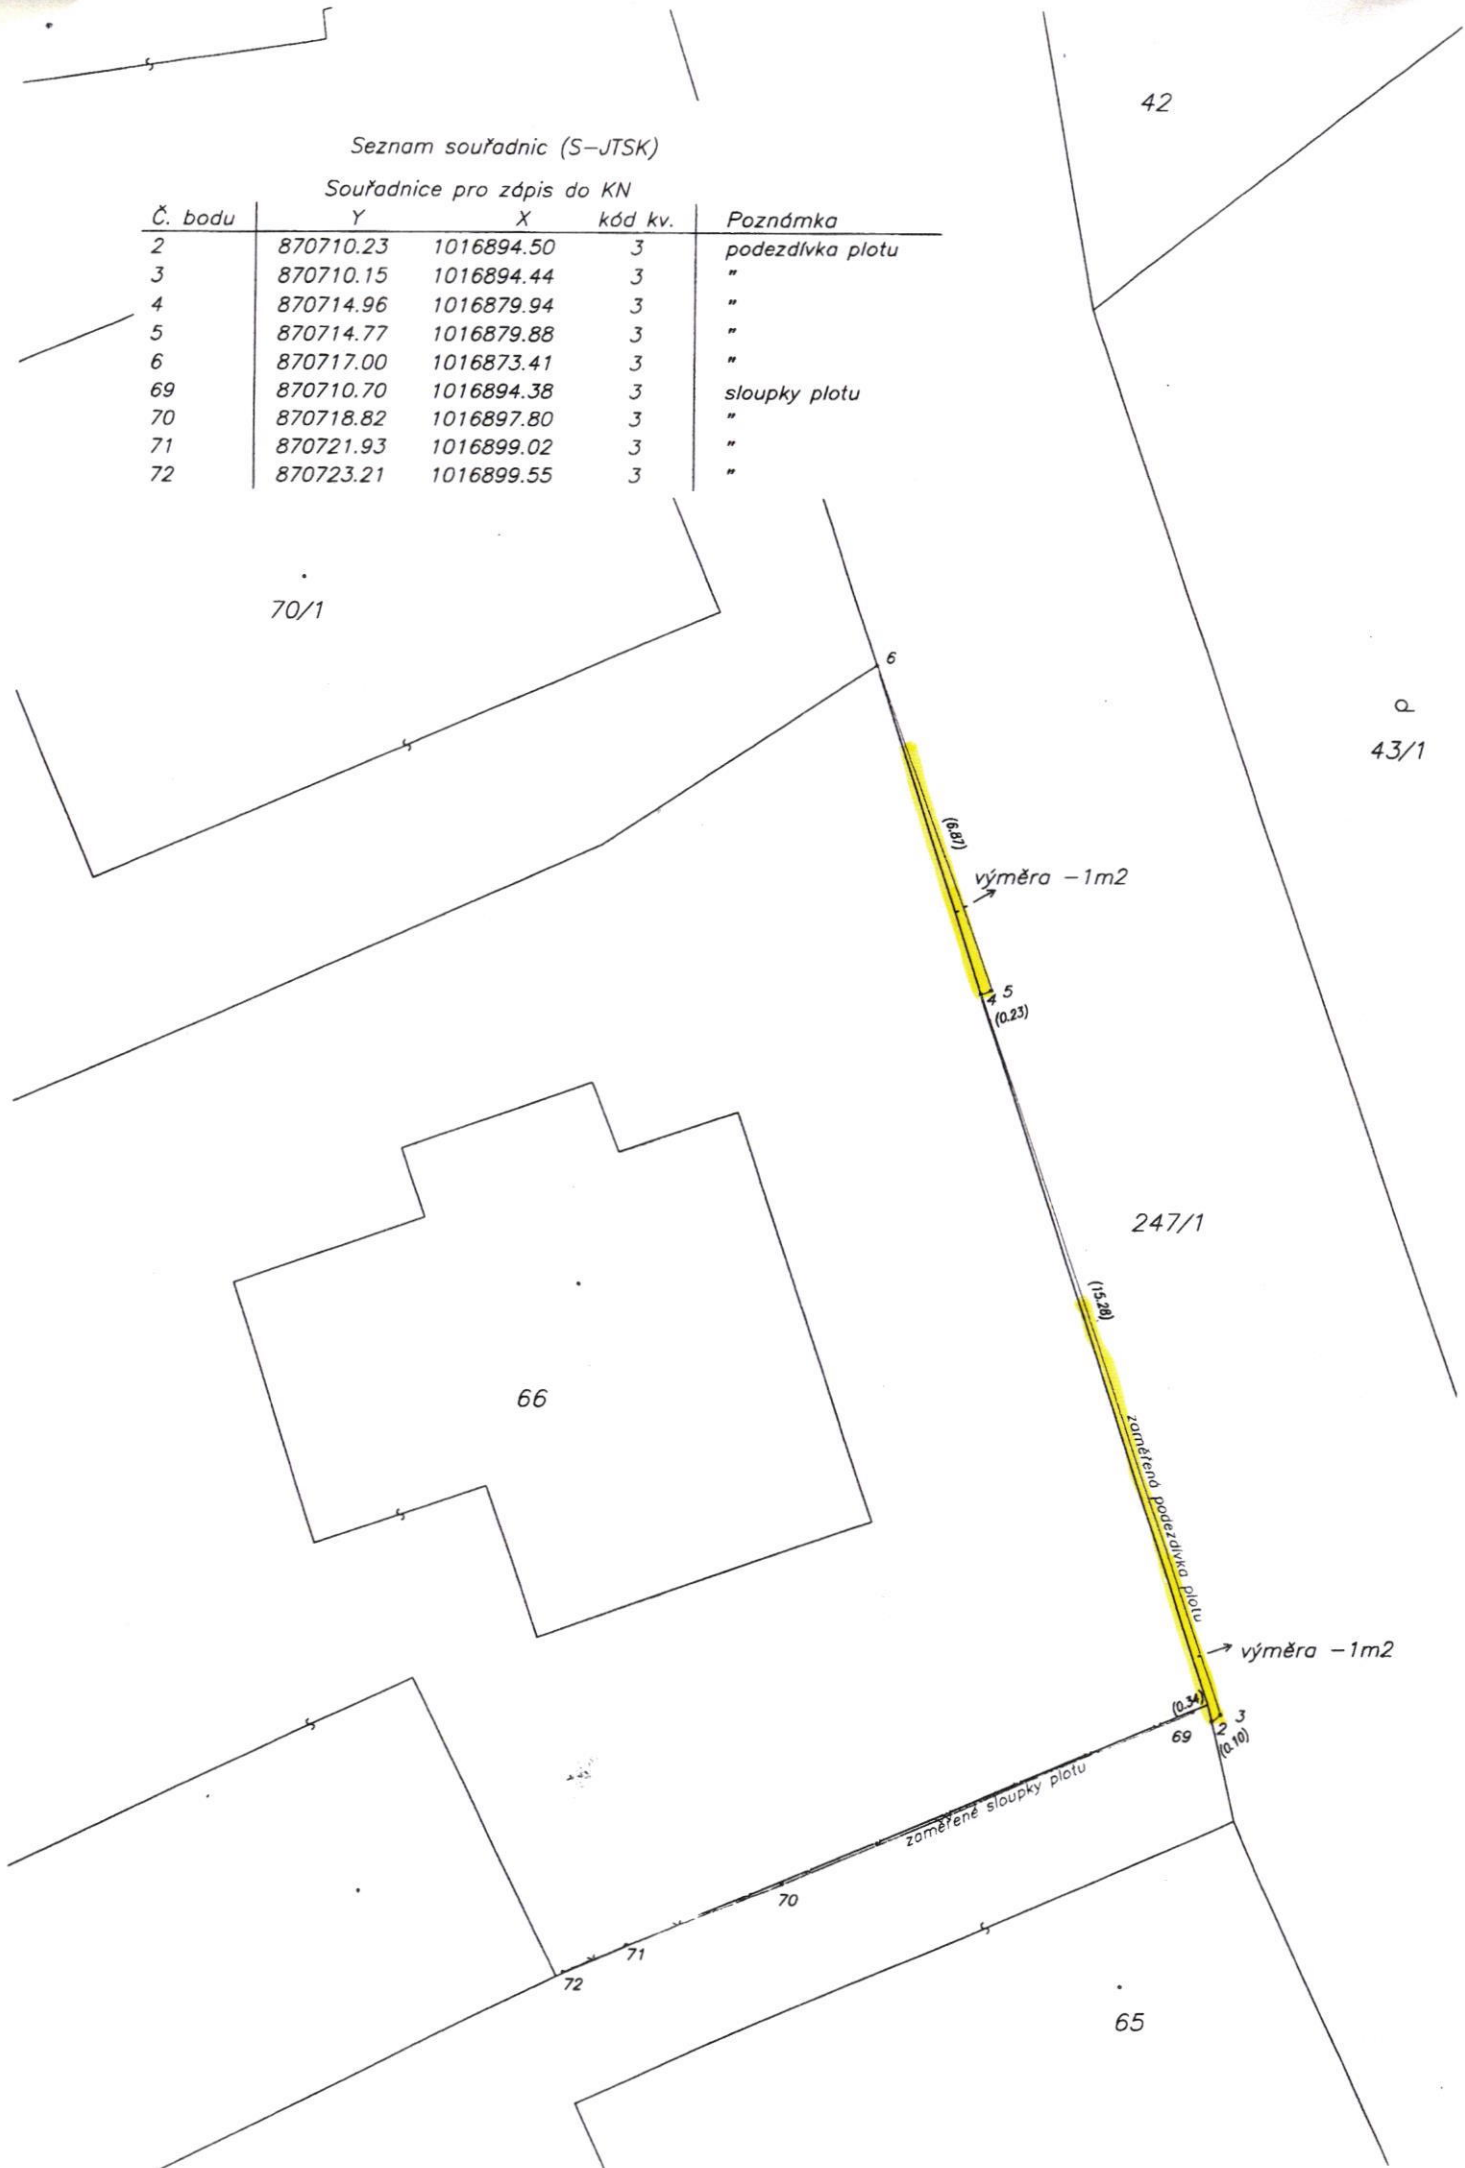 42
Seznam souřadnic (S-JTSK)
Souřadnice pro zápis do KN
Č. bodu Y X kód kv. Poznámka
2 870710.23 1016894.50 3 podezdívka plotu
3 870710.15 1016894.44 3 "
4 870714.96 1016879.94 3 "
5 870714.77 1016879.88 3 "
6 870717.00 1016873.41 3 "
69 870710.70 1016894.38 3 sloupky plotu
70 870718.82 1016897.80 3 "
71 870721.93 1016899.02 3 "
72 870723.21 1016899.55 3 "
70/1
6
43/1
(6.87)
výměra -1m2
4 5
(0.23)
247/1
(15.28)
66
zaměřená podezdívka plotu
výměra -1m2
(0.34)
69 2 3
(0.10)
zaměřené sloupky plotu
70
71
72
65